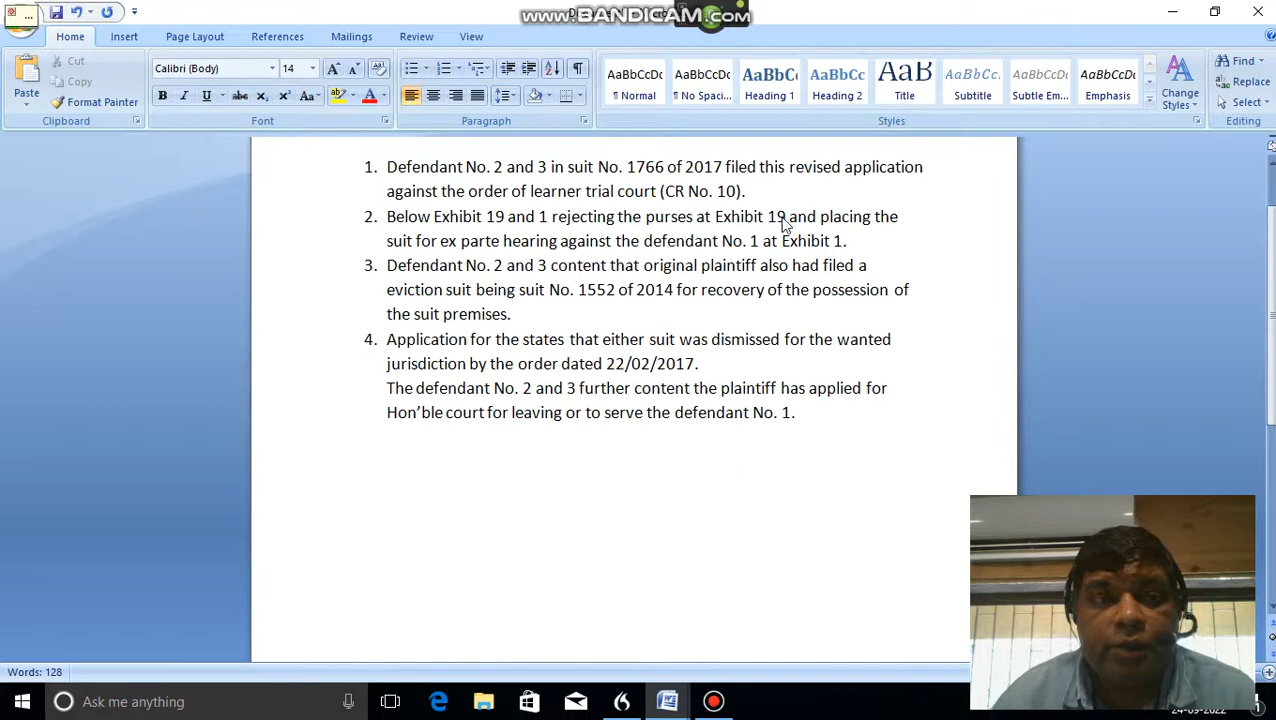 www.BANDICAM.com
Home Insert Page Layout References Mailings Review View
Cut
Copy
Format Painter
Paste
Clipboard
Calibri (Body) 14
Font
Paragraph
AaBbCcDc AaBbCcDc AaBbC AaBbCc AaB AaBbCc. AaBbCcDc AaBbCcDc
¶ Normal ¶ No Spaci... Heading 1 Heading 2 Title Subtitle Subtle Em... Emphasis
Styles
Change
Styles
Find
Replace
Select
Editing
1. Defendant No. 2 and 3 in suit No. 1766 of 2017 filed this revised application
against the order of learner trial court (CR No. 10).
2. Below Exhibit 19 and 1 rejecting the purses at Exhibit 19 and placing the
suit for ex parte hearing against the defendant No. 1 at Exhibit 1.
3. Defendant No. 2 and 3 content that original plaintiff also had filed a
eviction suit being suit No. 1552 of 2014 for recovery of the possession of
the suit premises.
4. Application for the states that either suit was dismissed for the wanted
jurisdiction by the order dated 22/02/2017.
The defendant No. 2 and 3 further content the plaintiff has applied for
Hon’ble court for leaving or to serve the defendant No. 1.
Words: 128
Ask me anything
24-09-2022